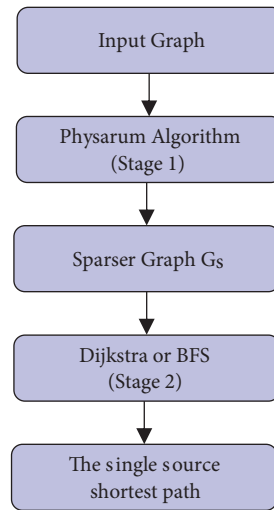 Input Graph
Physarum Algorithm
(Stage 1)
Sparser Graph Gs
Dijkstra or BFS
(Stage 2)
The single source
shortest path